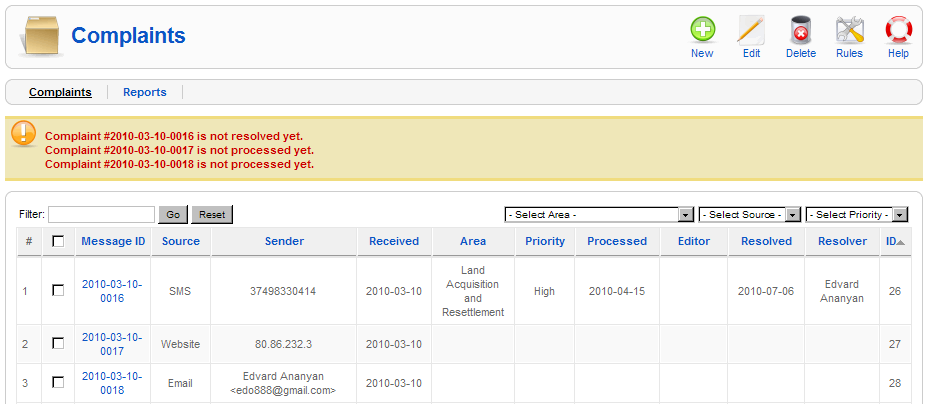 Complaints
New Edit Delete Rules Help
Complaints Reports
Complaint #2010-03-10-0016 is not resolved yet.
Complaint #2010-03-10-0017 is not processed yet.
Complaint #2010-03-10-0018 is not processed yet.
Filter: Go Reset - Select Area - - Select Source - - Select Priority -
# Message ID Source Sender Received Area Priority Processed Editor Resolved Resolver ID
1 2010-03-10-0016 SMS 37498330414 2010-03-10 Land Acquisition and Resettlement High 2010-04-15 2010-07-06 Edvard Ananyan 26
2 2010-03-10-0017 Website 80.86.232.3 2010-03-10 27
3 2010-03-10-0018 Email Edvard Ananyan <edo888@gmail.com> 2010-03-10 28